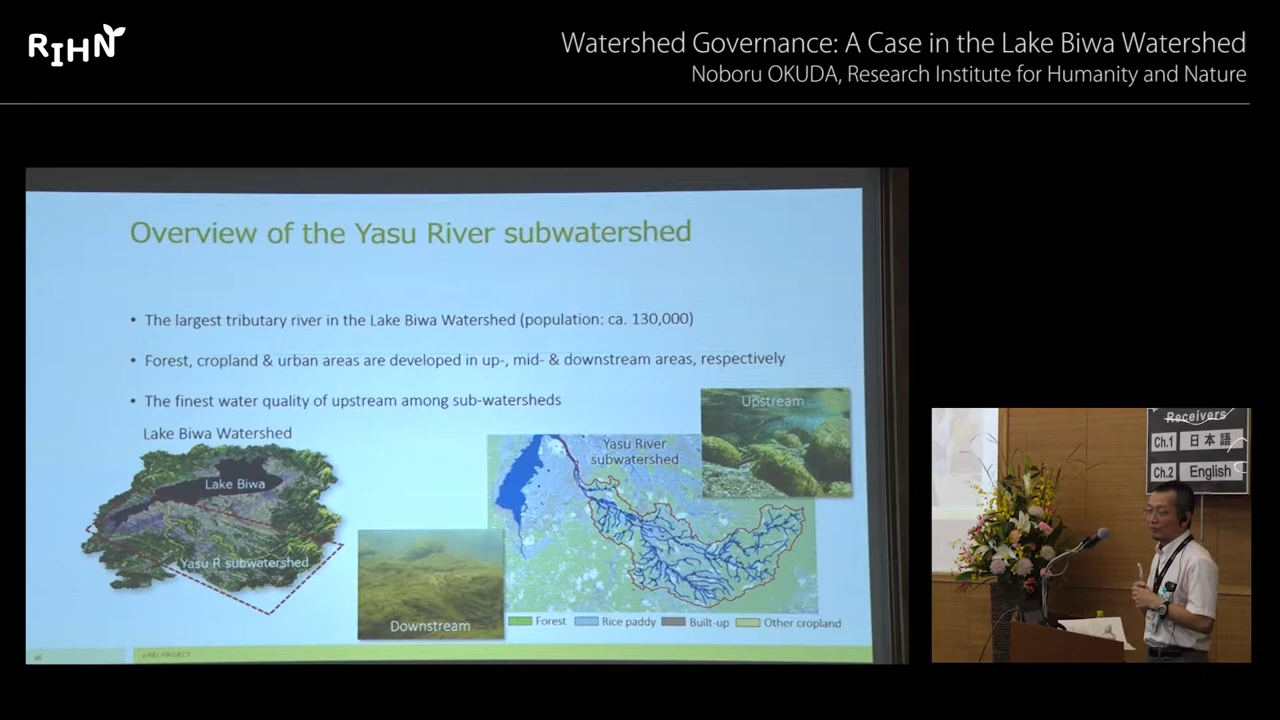 RIHN
Watershed Governance: A Case in the Lake Biwa Watershed
Noboru OKUDA, Research Institute for Humanity and Nature
Overview of the Yasu River subwatershed
• The largest tributary river in the Lake Biwa Watershed (population: ca. 130,000)
• Forest, cropland & urban areas are developed in up-, mid- & downstream areas, respectively
• The finest water quality of upstream among sub-watersheds
Lake Biwa Watershed
Lake Biwa
Yasu R subwatershed
Downstream
Yasu River
subwatershed
Upstream
Forest
Rice paddy
Built-up
Other cropland
Receivers
Ch.1 日本語
Ch.2 English